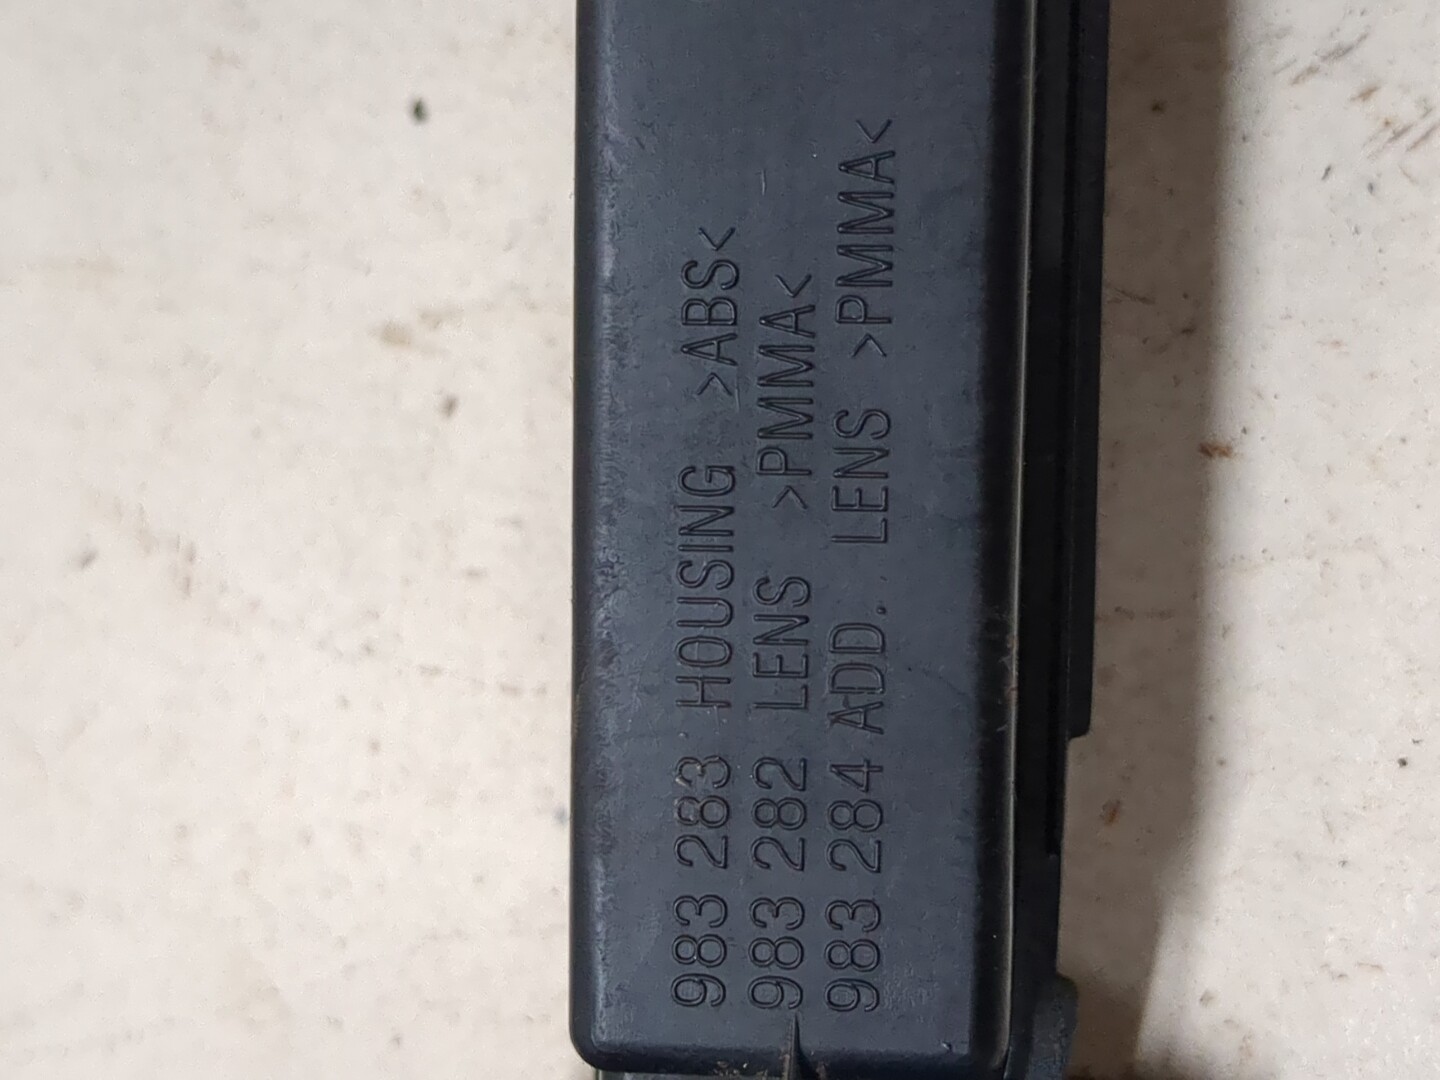 983 283 HOUSING >ABS<
983 282 LENS >PMMA<
983 284 ADD. LENS >PMMA<